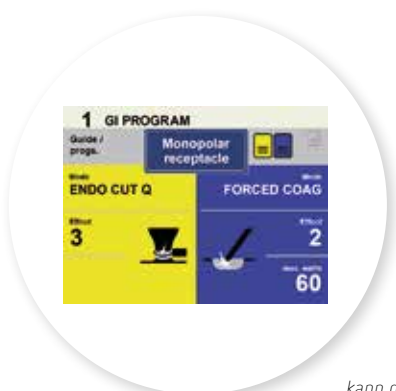 1 GI PROGRAM
Guide /
progs.
Monopolar
receptacle
Mode
ENDO CUT Q
Mode
FORCED COAG
Effect
3
Effect
2
max. watts
60
kann